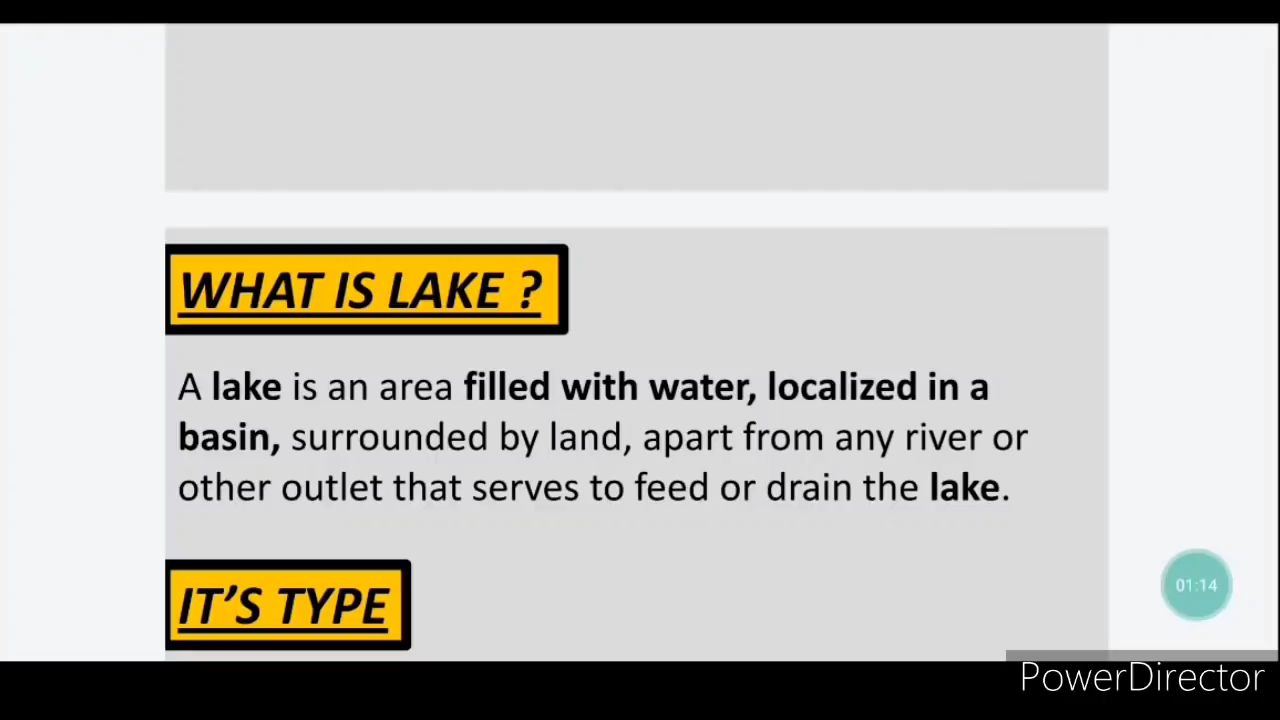 WHAT IS LAKE ?
A lake is an area filled with water, localized in a
basin, surrounded by land, apart from any river or
other outlet that serves to feed or drain the lake.
IT’S TYPE
01:14
PowerDirector